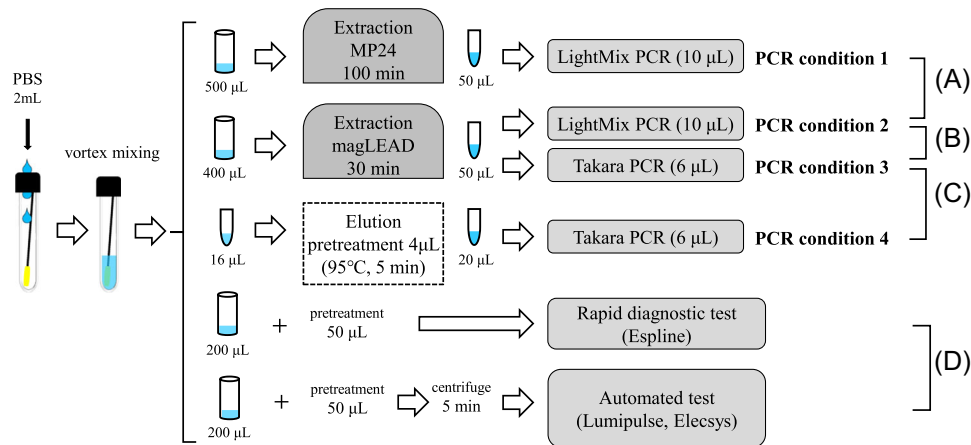 PBS
2mL
vortex mixing
500 μL
Extraction
MP24
100 min
50 μL
LightMix PCR (10 μL)
PCR condition 1
(A)
400 μL
Extraction
magLEAD
30 min
50 μL
LightMix PCR (10 μL)
PCR condition 2
(B)
Takara PCR (6 μL)
PCR condition 3
(C)
16 μL
Elution
pretreatment 4μL
(95℃, 5 min)
20 μL
Takara PCR (6 μL)
PCR condition 4
200 μL
+
pretreatment
50 μL
Rapid diagnostic test
(Espline)
(D)
200 μL
+
pretreatment
50 μL
centrifuge
5 min
Automated test
(Lumipulse, Elecsys)